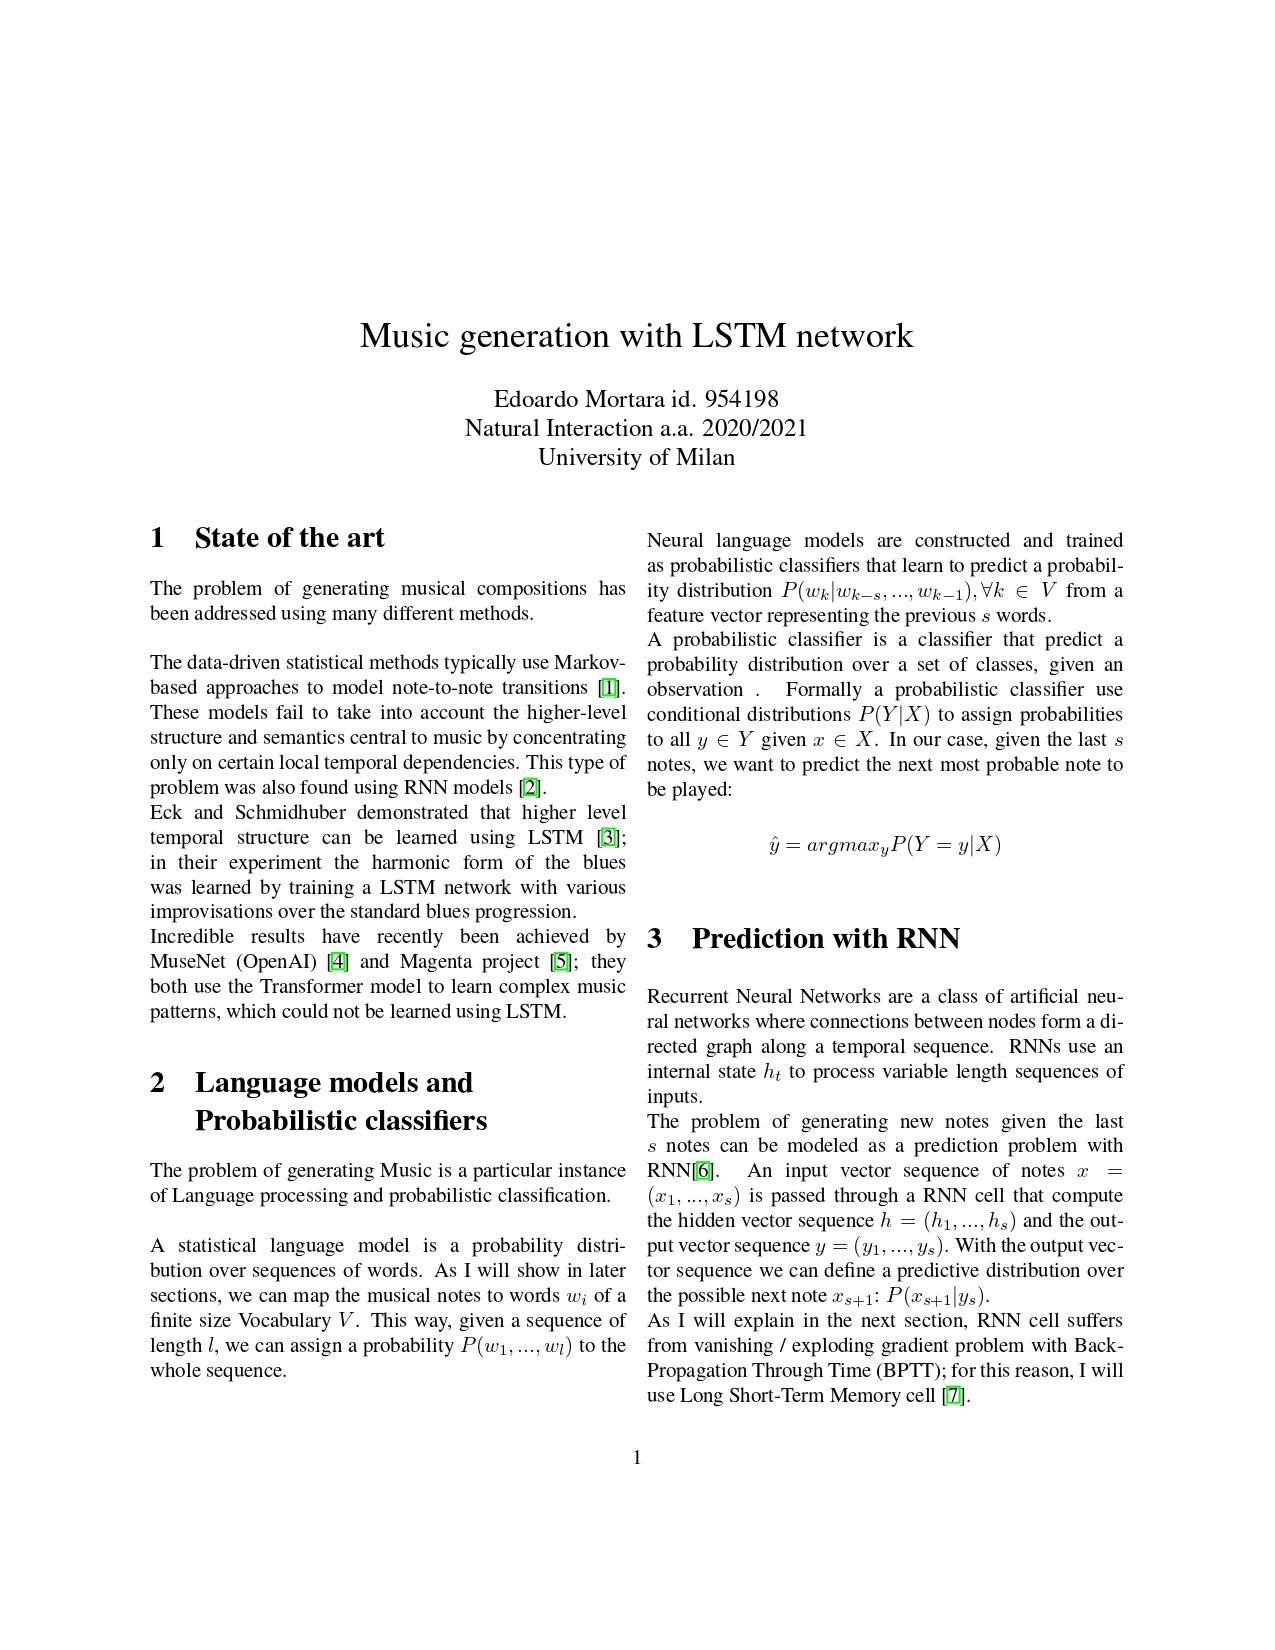 Music generation with LSTM network
Edoardo Mortara id. 954198
Natural Interaction a.a. 2020/2021
University of Milan
1 State of the art
The problem of generating musical compositions has
been addressed using many different methods.
The data-driven statistical methods typically use Markov-
based approaches to model note-to-note transitions [1].
These models fail to take into account the higher-level
structure and semantics central to music by concentrating
only on certain local temporal dependencies. This type of
problem was also found using RNN models [2].
Eck and Schmidhuber demonstrated that higher level
temporal structure can be learned using LSTM [3];
in their experiment the harmonic form of the blues
was learned by training a LSTM network with various
improvisations over the standard blues progression.
Incredible results have recently been achieved by
MuseNet (OpenAI) [4] and Magenta project [5]; they
both use the Transformer model to learn complex music
patterns, which could not be learned using LSTM.
2 Language models and
Probabilistic classifiers
The problem of generating Music is a particular instance
of Language processing and probabilistic classification.
A statistical language model is a probability distri-
bution over sequences of words. As I will show in later
sections, we can map the musical notes to words w_i of a
finite size Vocabulary V. This way, given a sequence of
length l, we can assign a probability P(w_1, ..., w_l) to the
whole sequence.
Neural language models are constructed and trained
as probabilistic classifiers that learn to predict a probabil-
ity distribution P(w_k|w_{k−s}, ..., w_{k−1}), ∀k ∈ V from a
feature vector representing the previous s words.
A probabilistic classifier is a classifier that predict a
probability distribution over a set of classes, given an
observation . Formally a probabilistic classifier use
conditional distributions P(Y|X) to assign probabilities
to all y ∈ Y given x ∈ X. In our case, given the last s
notes, we want to predict the next most probable note to
be played:
ŷ = argmax_y P(Y = y|X)
3 Prediction with RNN
Recurrent Neural Networks are a class of artificial neu-
ral networks where connections between nodes form a di-
rected graph along a temporal sequence. RNNs use an
internal state h_t to process variable length sequences of
inputs.
The problem of generating new notes given the last
s notes can be modeled as a prediction problem with
RNN[6]. An input vector sequence of notes x =
(x_1, ..., x_s) is passed through a RNN cell that compute
the hidden vector sequence h = (h_1, ..., h_s) and the out-
put vector sequence y = (y_1, ..., y_s). With the output vec-
tor sequence we can define a predictive distribution over
the possible next note x_{s+1}: P(x_{s+1}|y_s).
As I will explain in the next section, RNN cell suffers
from vanishing / exploding gradient problem with Back-
Propagation Through Time (BPTT); for this reason, I will
use Long Short-Term Memory cell [7].
1